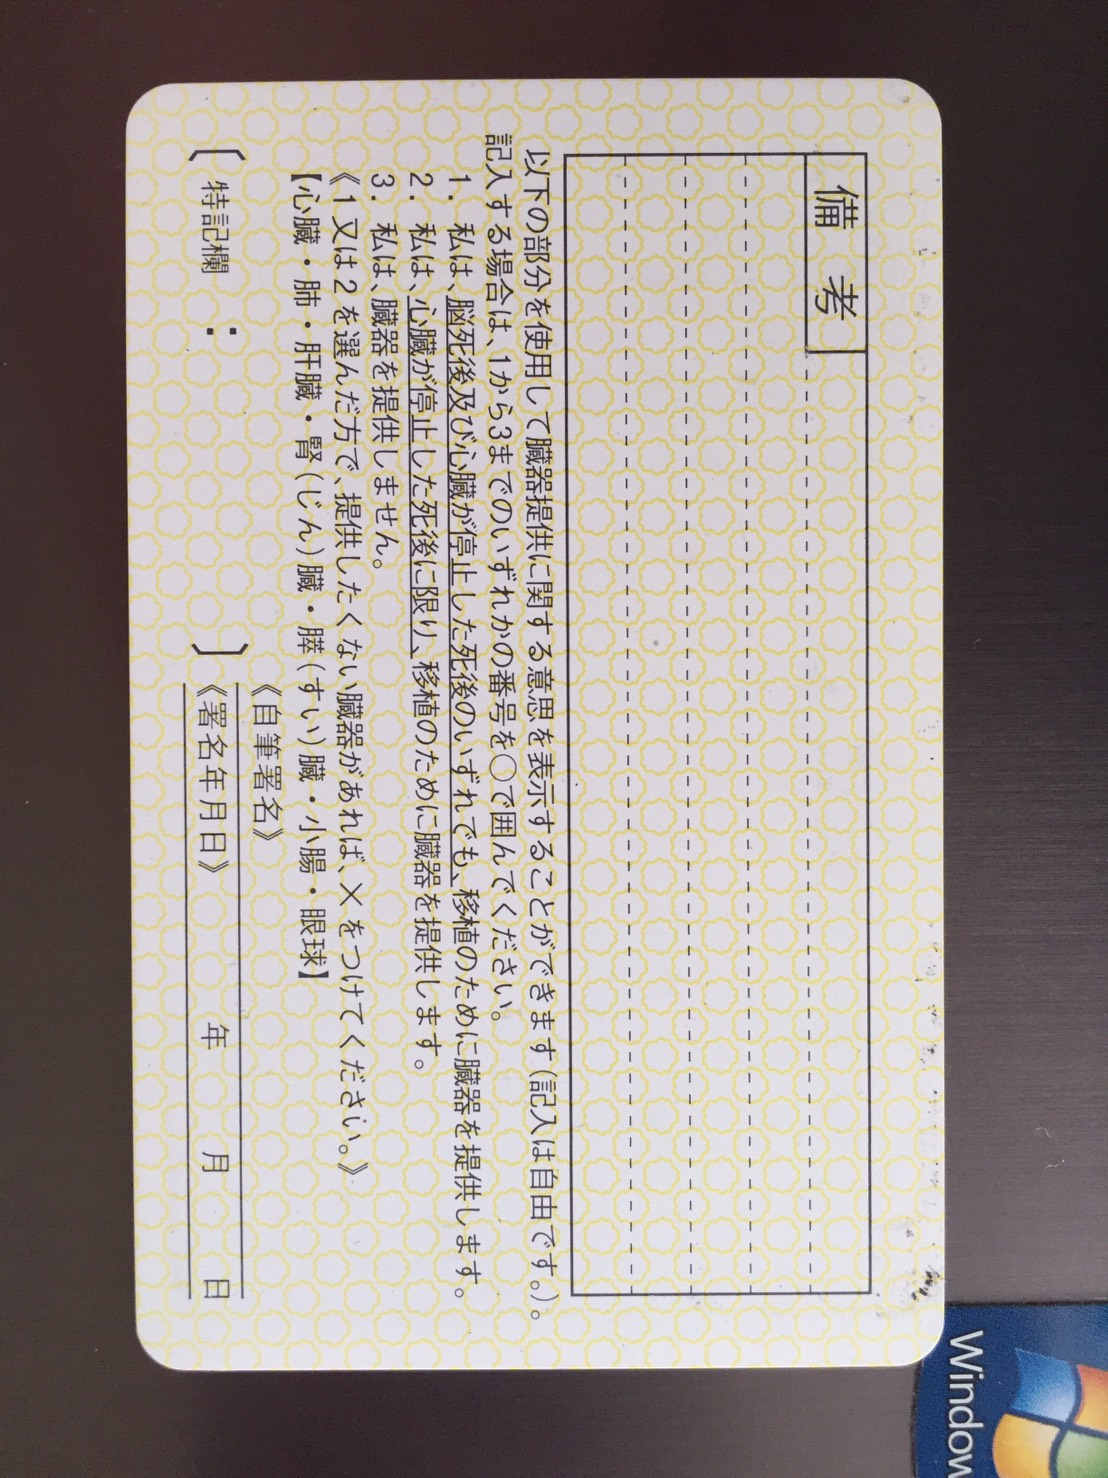 備考
以下の部分を使用して臓器提供に関する意思を表示することができます(記入は自由です。)。
記入する場合は、1から3までのいずれかの番号を○で囲んでください。
1. 私は、脳死後及び心臓が停止した死後のいずれでも、移植のために臓器を提供します。
2. 私は、心臓が停止した死後に限り、移植のために臓器を提供します。
3. 私は、臓器を提供しません。
《1又は2を選んだ方で、提供したくない臓器があれば、×をつけてください。》
【心臓・肺・肝臓・腎(じん)臓・膵(すい)臓・小腸・眼球】
〔特記欄: 〕
《自筆署名》
《署名年月日》 年 月 日
Window